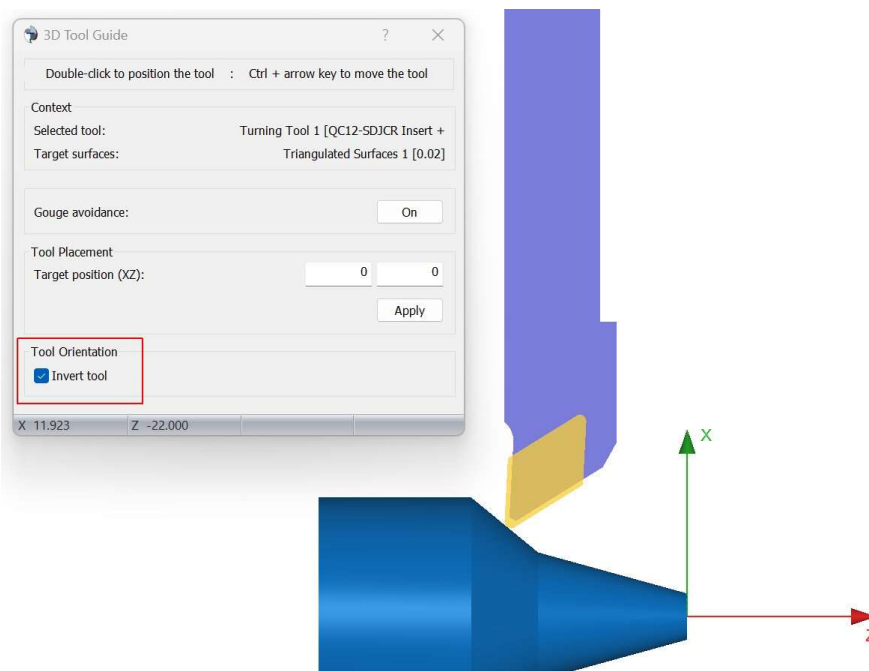 3D Tool Guide
?
Double-click to position the tool : Ctrl + arrow key to move the tool
Context
Selected tool: Turning Tool 1 [QC12-SDJCR Insert +
Target surfaces: Triangulated Surfaces 1 [0.02]
Gouge avoidance: On
Tool Placement
Target position (XZ): 0 0
Apply
Tool Orientation
Invert tool
X 11.923 Z -22.000
X
Z